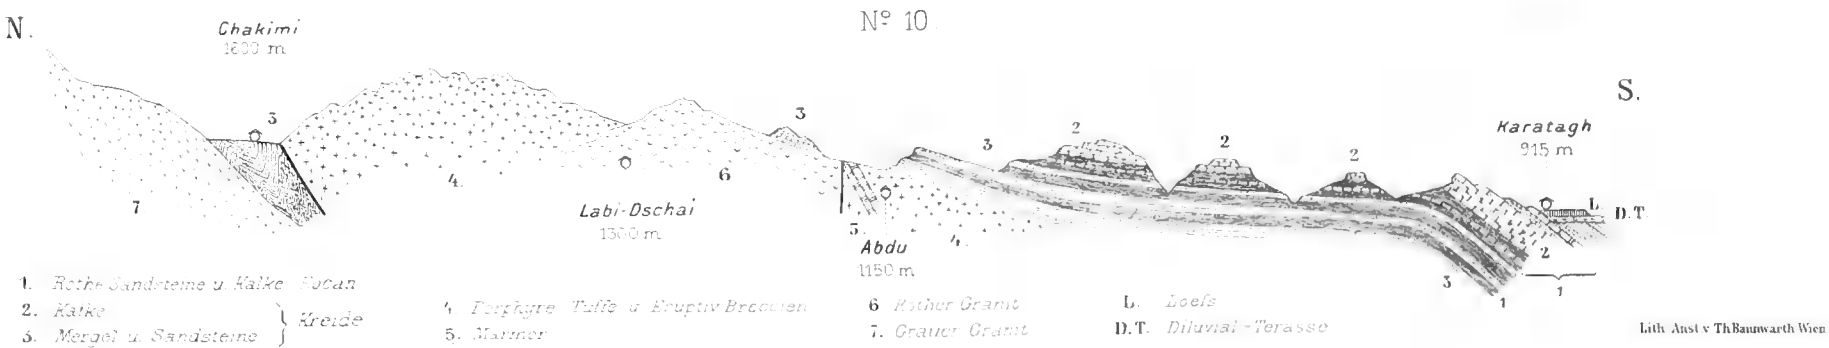 N.
Nº 10
S.
Chakimi
1600 m
Karatagh
915 m
Labi-Dschai
1300 m
Abdu
1150 m
3
4.
7
6
3
5.
4.
3
2
2
2
3
1
2
1
L
D.T.
1. Rothe Sandsteine u. Kalke Eocän
2. Kalke
3. Mergel u. Sandsteine
Kreide
4 Porphyre Tuffe u Eruptiv Breccien
5. Marmor
6 Rother Granit
7. Grauer Granit
L. Loefs
D.T. Diluvial-Terasse
Lith Anst v Th Bannwarth Wien